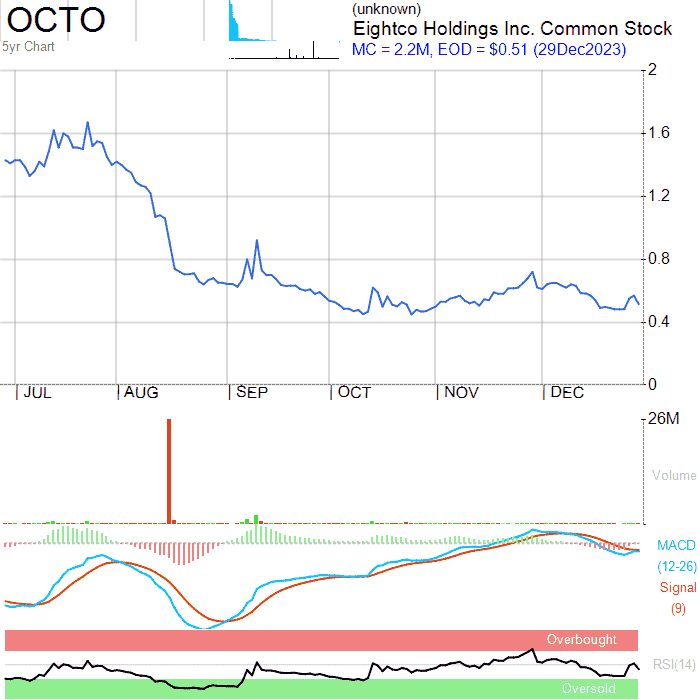 OCTO
5yr Chart
(unknown)
Eightco Holdings Inc. Common Stock
MC = 2.2M, EOD = $0.51 (29Dec2023)
2
1.6
1.2
0.8
0.4
0
JUL AUG SEP OCT NOV DEC
26M
Volume
MACD
(12-26)
Signal
(9)
Overbought
RSI(14)
Oversold